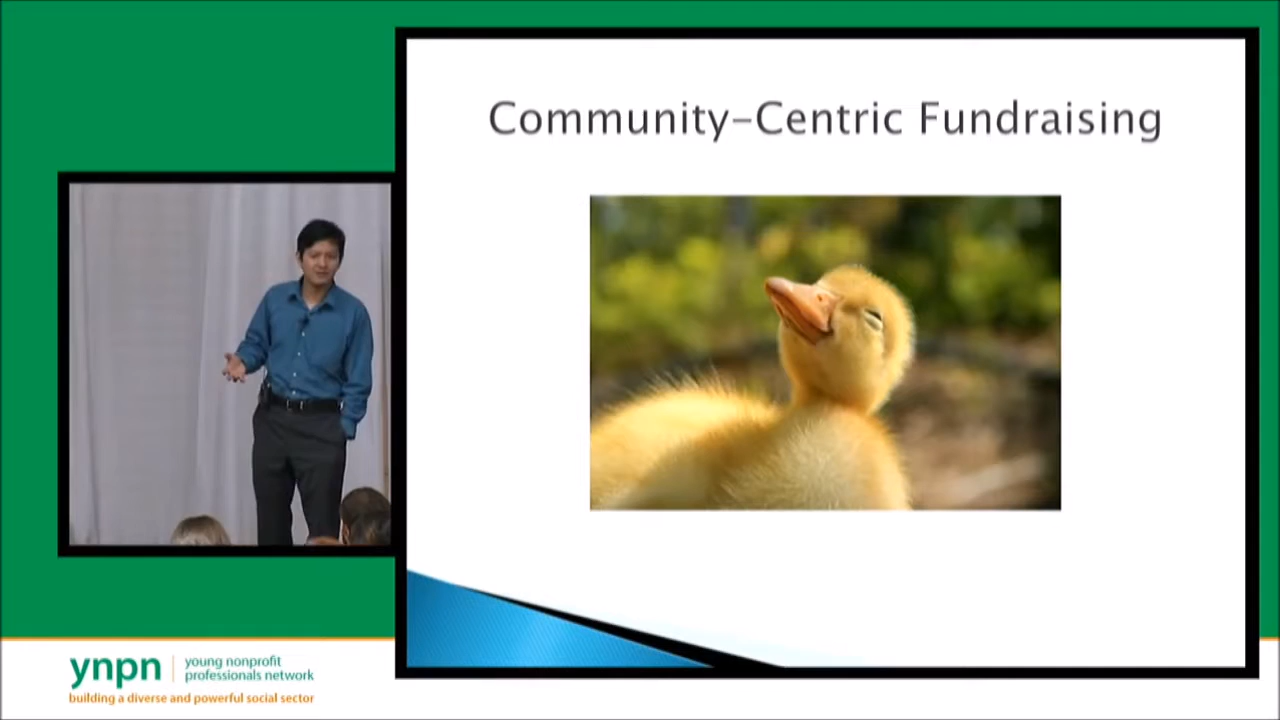 Community-Centric Fundraising
ynpn
young nonprofit
professionals network
building a diverse and powerful social sector